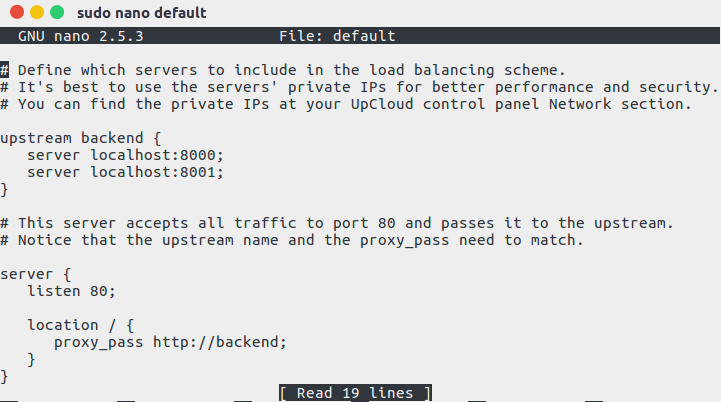 sudo nano default
GNU nano 2.5.3 File: default
# Define which servers to include in the load balancing scheme.
# It's best to use the servers' private IPs for better performance and security.
# You can find the private IPs at your UpCloud control panel Network section.
upstream backend {
server localhost:8000;
server localhost:8001;
}
# This server accepts all traffic to port 80 and passes it to the upstream.
# Notice that the upstream name and the proxy_pass need to match.
server {
listen 80;
location / {
proxy_pass http://backend;
}
}
[ Read 19 lines ]